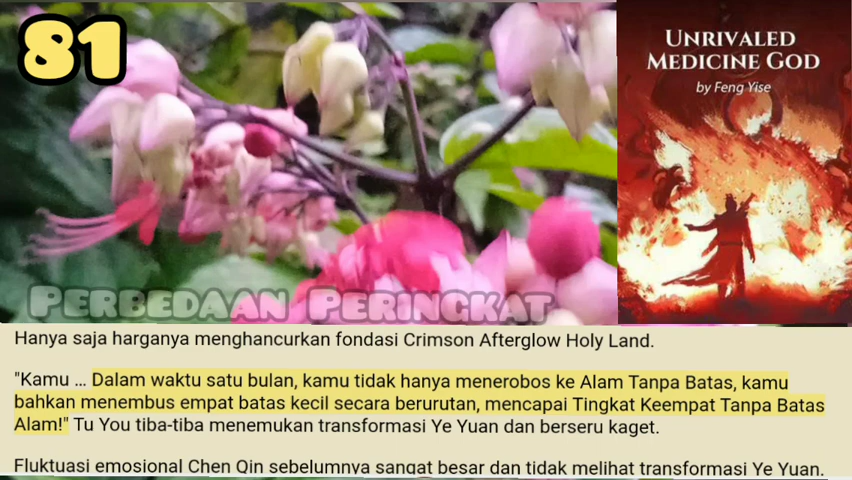 81
UNRIVALED
MEDICINE GOD
by Feng Yise
PERBEDAAN PERINGKAT
Hanya saja harganya menghancurkan fondasi Crimson Afterglow Holy Land.
"Kamu ... Dalam waktu satu bulan, kamu tidak hanya menerobos ke Alam Tanpa Batas, kamu
bahkan menembus empat batas kecil secara berurutan, mencapai Tingkat Keempat Tanpa Batas
Alam!" Tu You tiba-tiba menemukan transformasi Ye Yuan dan berseru kaget.
Fluktuasi emosional Chen Qin sebelumnya sangat besar dan tidak melihat transformasi Ye Yuan.